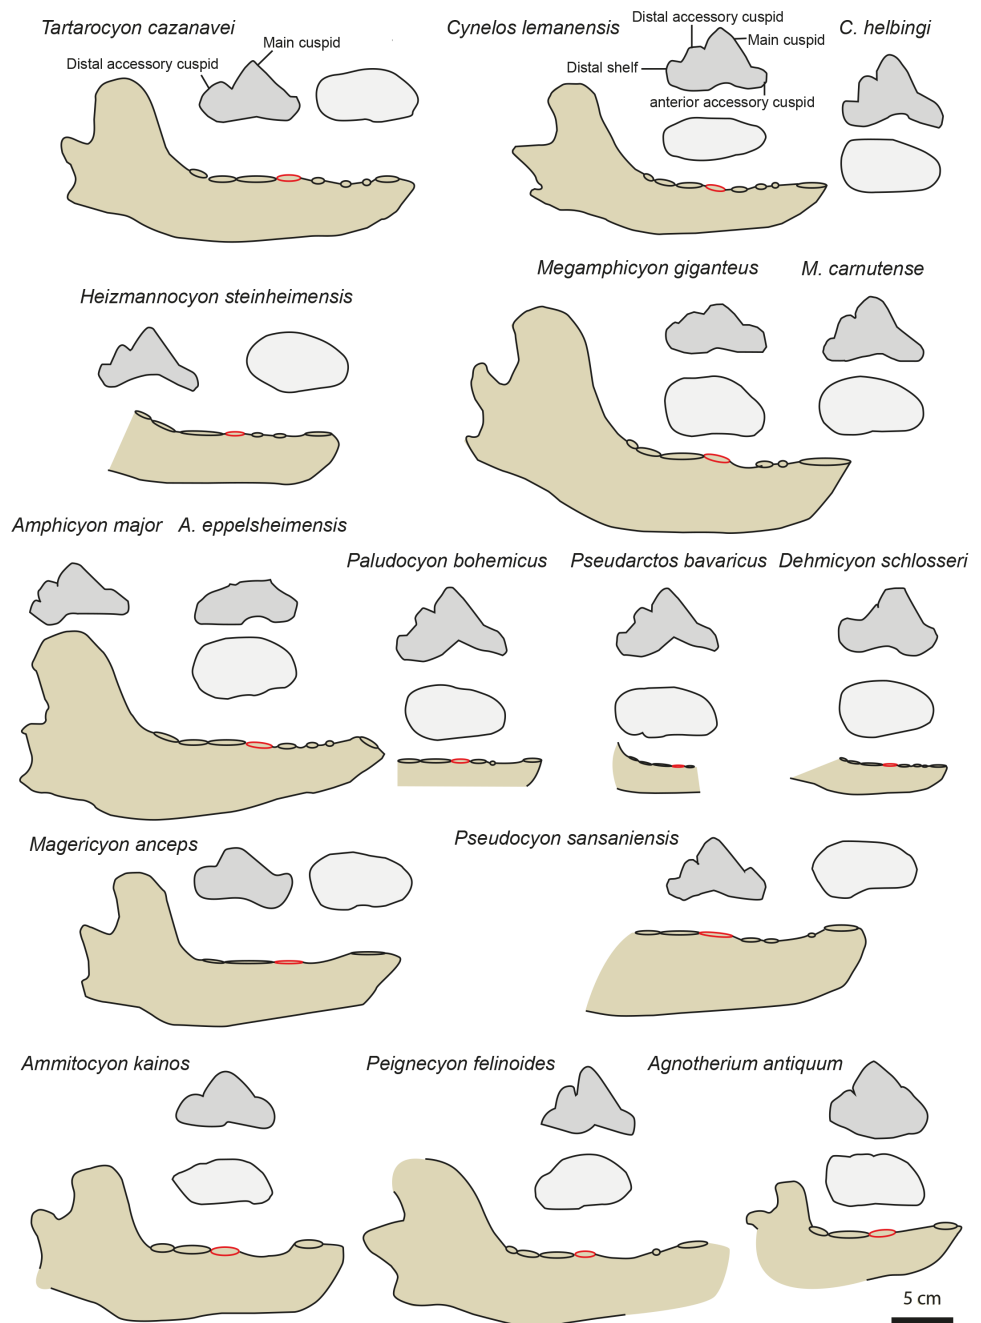 Tartarocyon cazanavei
Cynelos lemanensis
C. helbingi
Distal accessory cuspid
Main cuspid
Main cuspid
Distal accessory cuspid
Distal shelf
anterior accessory cuspid
Megamphicyon giganteus
M. carnutense
Heizmannocyon steinheimensis
Amphicyon major
A. eppelsheimensis
Paludocyon bohemicus
Pseudarctos bavaricus
Dehmicyon schlosseri
Magericyon anceps
Pseudocyon sansaniensis
Ammitocyon kainos
Peignecyon felinoides
Agnotherium antiquum
5 cm